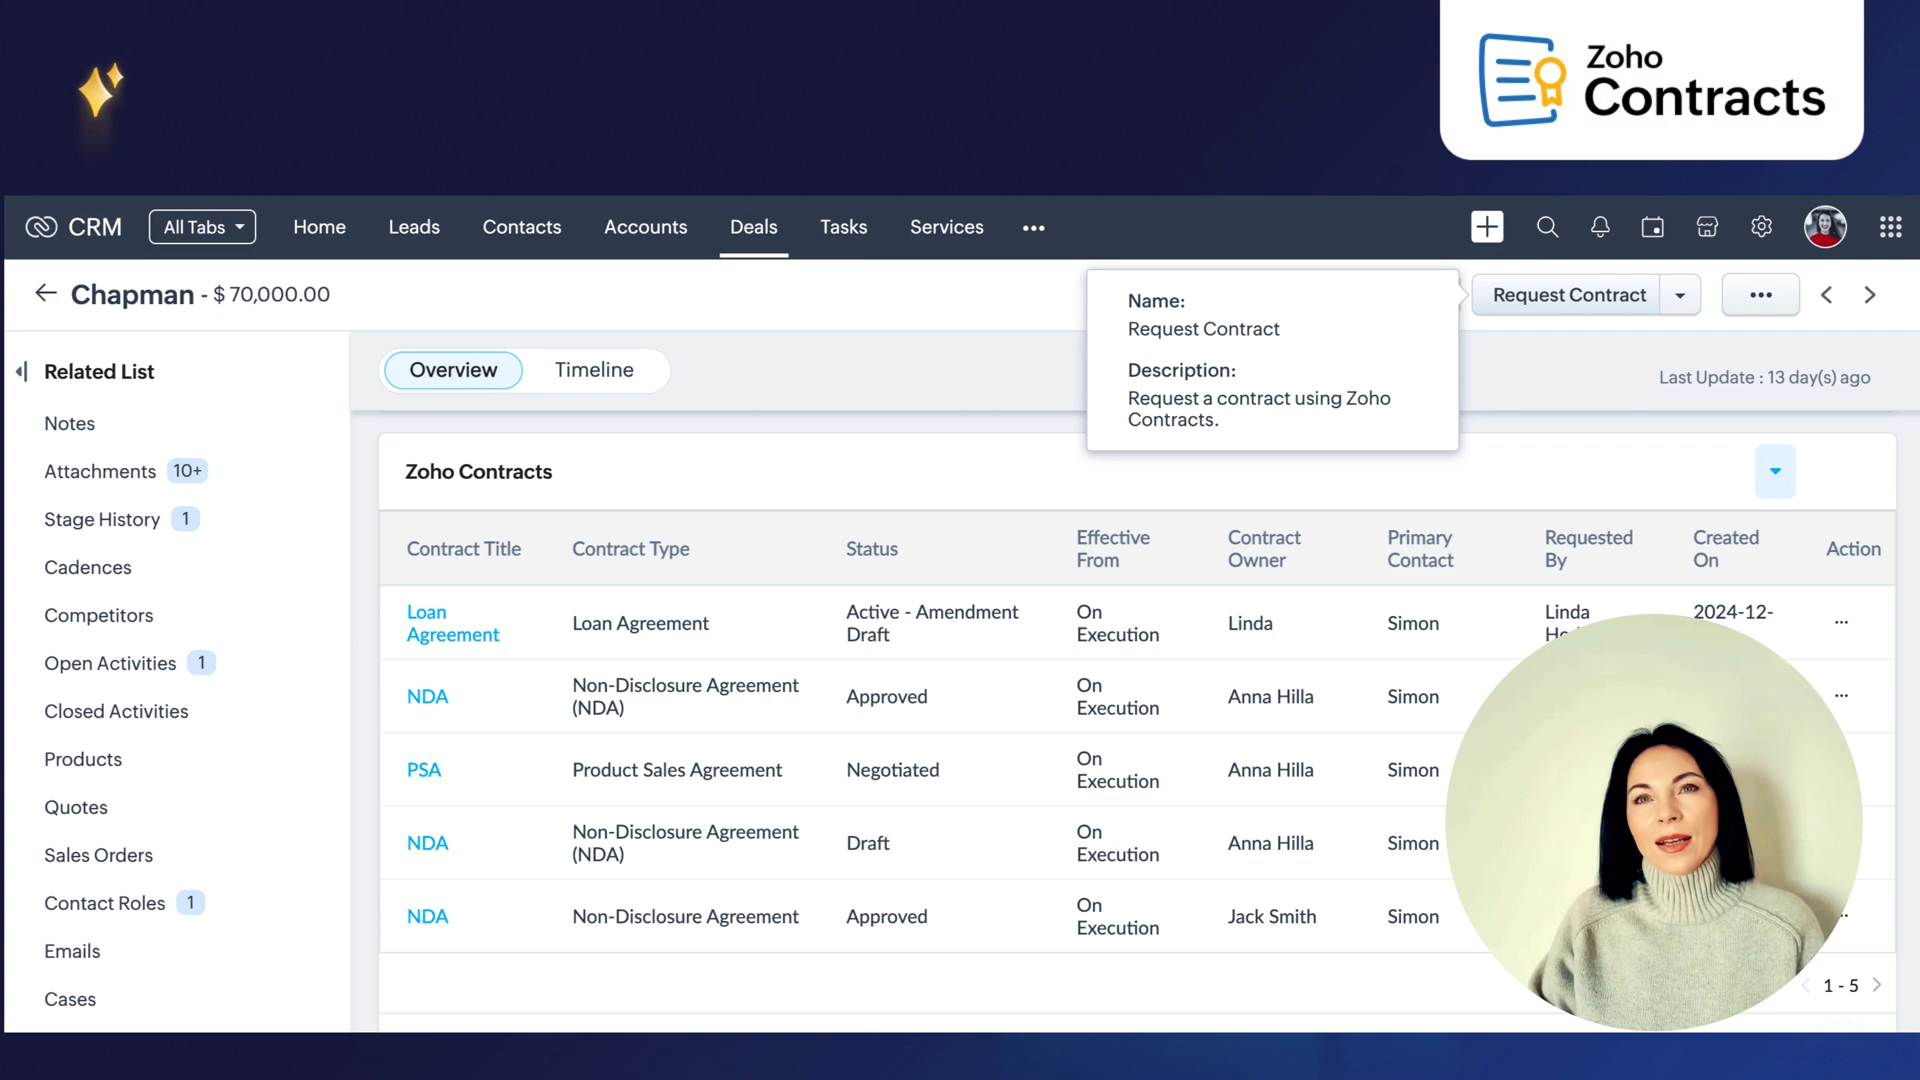 Zoho
Contracts
CRM All Tabs Home Leads Contacts Accounts Deals Tasks Services
Chapman - $ 70,000.00
Request Contract
Name:
Request Contract
Description:
Request a contract using Zoho
Contracts.
Related List
Overview Timeline
Last Update : 13 day(s) ago
Notes
Attachments 10+
Stage History 1
Cadences
Competitors
Open Activities 1
Closed Activities
Products
Quotes
Sales Orders
Contact Roles 1
Emails
Cases
Zoho Contracts
Contract Title Contract Type Status Effective From Contract Owner Primary Contact Requested By Created On Action
Loan Agreement Loan Agreement Active - Amendment Draft On Execution Linda Simon Linda 2024-12-
NDA Non-Disclosure Agreement (NDA) Approved On Execution Anna Hilla Simon
PSA Product Sales Agreement Negotiated On Execution Anna Hilla Simon
NDA Non-Disclosure Agreement (NDA) Draft On Execution Anna Hilla Simon
NDA Non-Disclosure Agreement Approved On Execution Jack Smith Simon
1 - 5